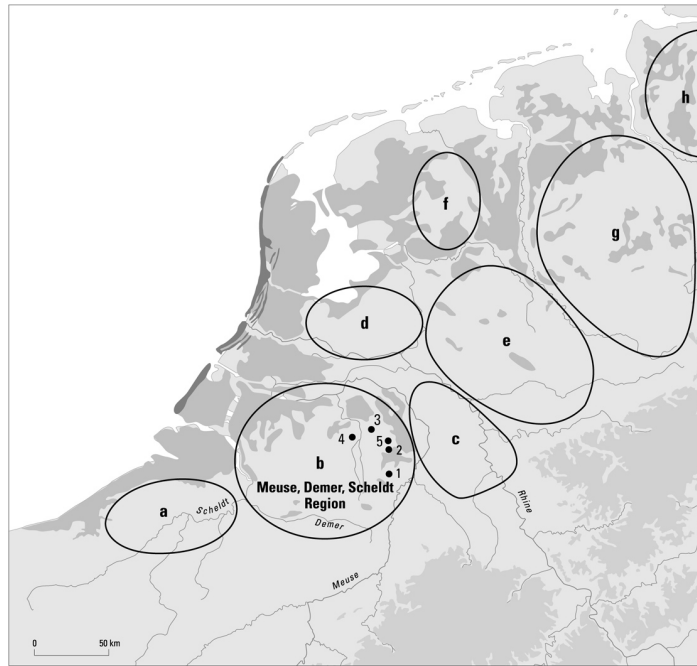 h
f
g
d
e
3
4
5
2
c
b
1
Meuse, Demer, Scheldt
Region
a
Scheldt
Demer
Rhine
Meuse
0
50 km